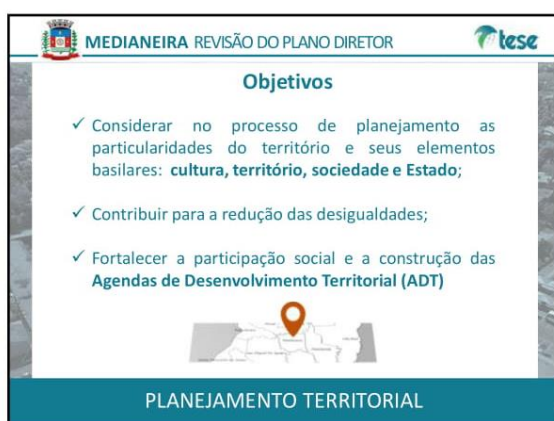 MEDIANEIRA REVISÃO DO PLANO DIRETOR
tese
Objetivos
✓ Considerar no processo de planejamento as
particularidades do território e seus elementos
basilares: cultura, território, sociedade e Estado;
✓ Contribuir para a redução das desigualdades;
✓ Fortalecer a participação social e a construção das
Agendas de Desenvolvimento Territorial (ADT)
PLANEJAMENTO TERRITORIAL